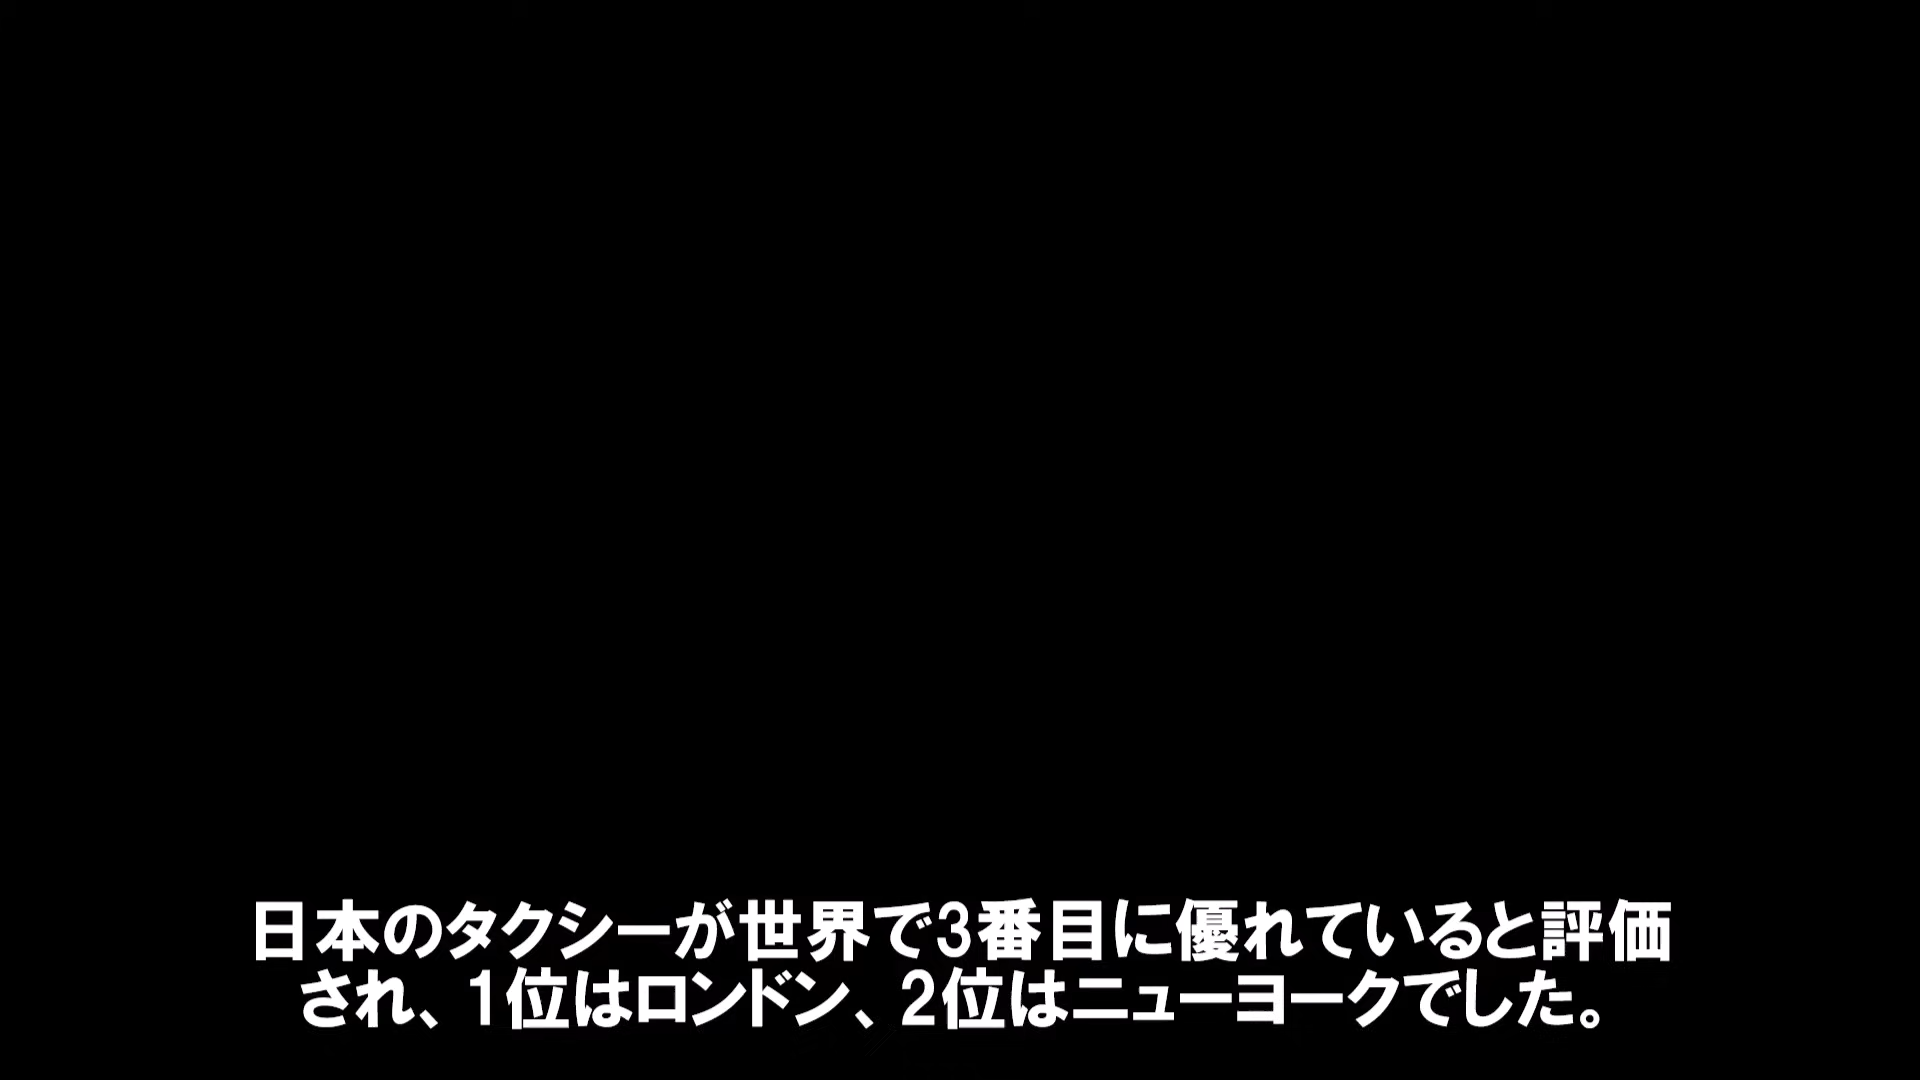 日本のタクシーが世界で3番目に優れていると評価
され、1位はロンドン、2位はニューヨークでした。